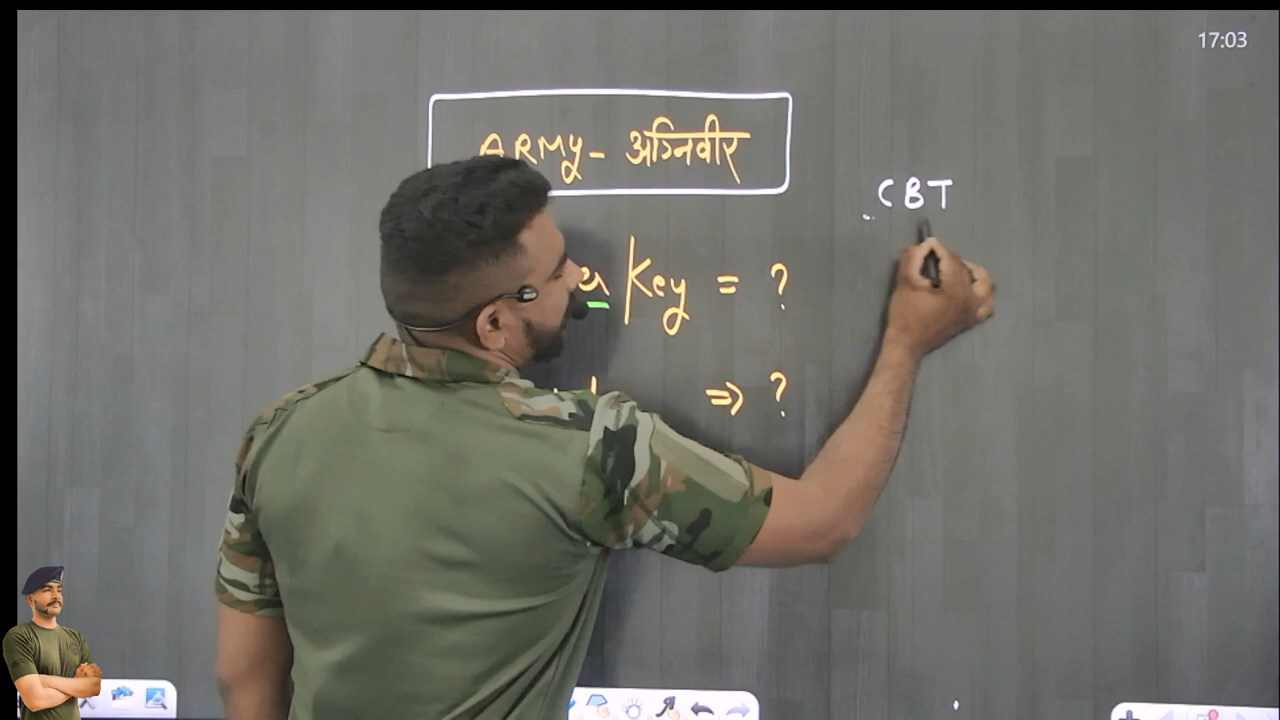 17:03
ARMY - अग्निवीर
CBT
Key = ?
=> ?